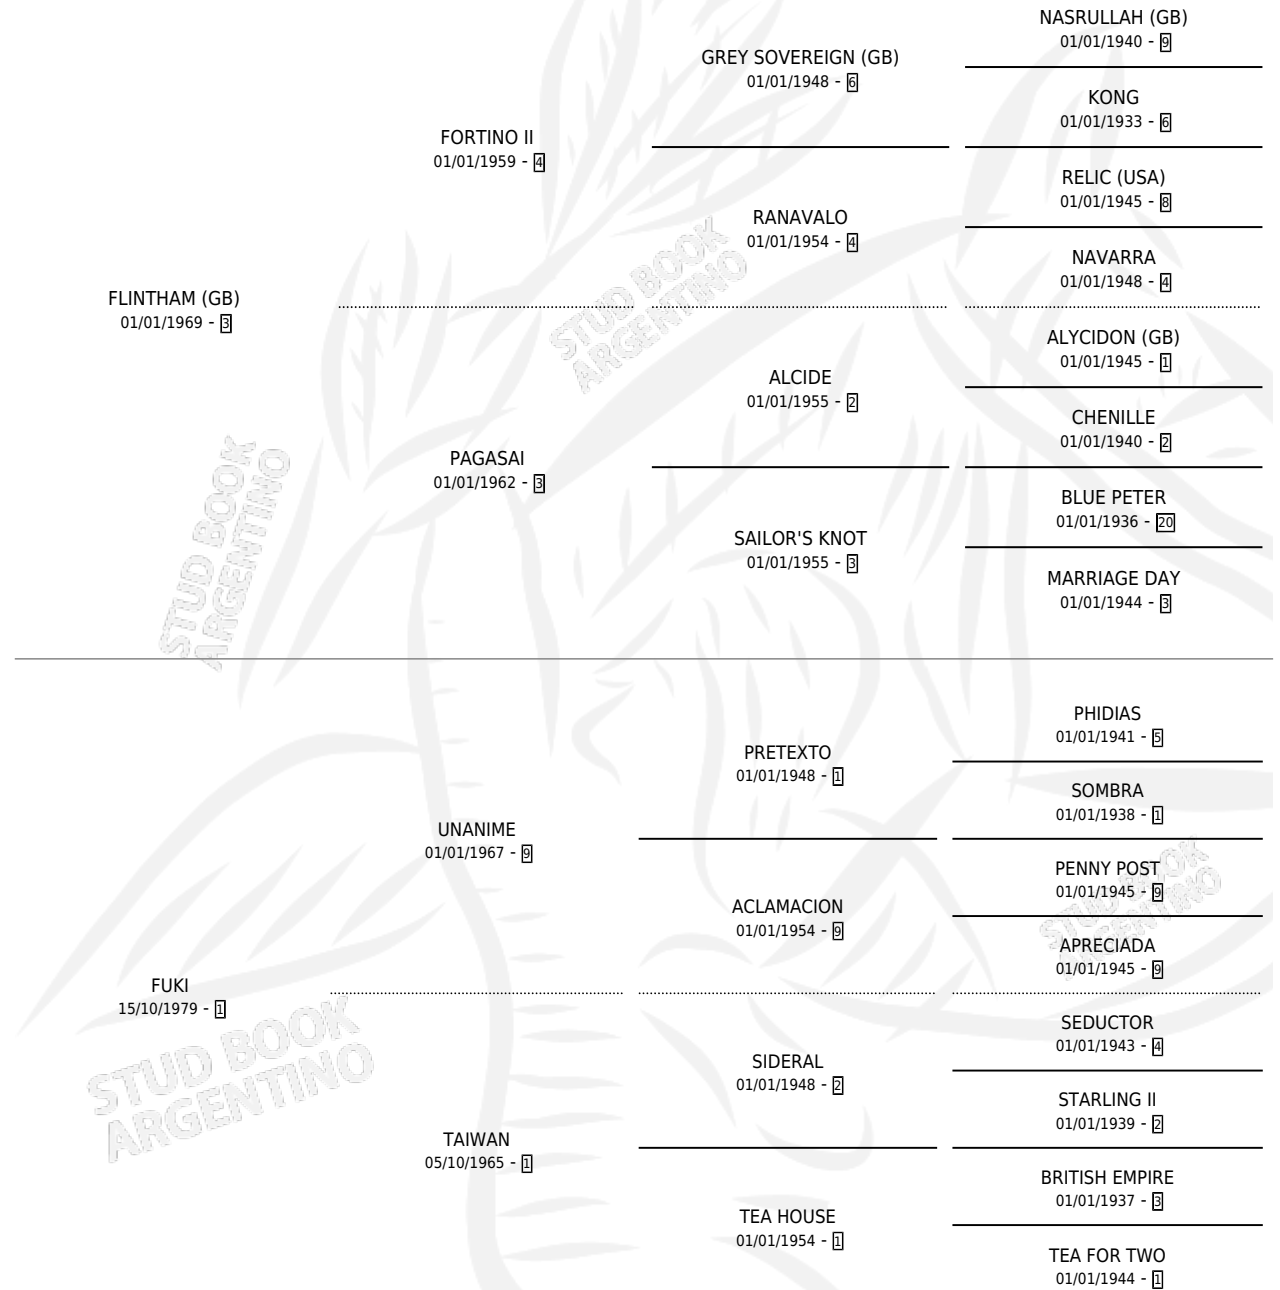 NASRULLAH (GB)
01/01/1940 - 9
GREY SOVEREIGN (GB)
01/01/1948 - 6
KONG
01/01/1933 - 6
FORTINO II
01/01/1959 - 4
RELIC (USA)
01/01/1945 - 8
RANAVALO
01/01/1954 - 4
NAVARRA
01/01/1948 - 4
FLINTHAM (GB)
01/01/1969 - 3
ALYCIDON (GB)
01/01/1945 - 1
ALCIDE
01/01/1955 - 2
CHENILLE
01/01/1940 - 2
PAGASAI
01/01/1962 - 3
BLUE PETER
01/01/1936 - 20
SAILOR'S KNOT
01/01/1955 - 3
MARRIAGE DAY
01/01/1944 - 3
PHIDIAS
01/01/1941 - 5
PRETEXTO
01/01/1948 - 1
SOMBRA
01/01/1938 - 1
UNANIME
01/01/1967 - 9
PENNY POST
01/01/1945 - 9
ACLAMACION
01/01/1954 - 9
APRECIADA
01/01/1945 - 9
FUKI
15/10/1979 - 1
SEDUCTOR
01/01/1943 - 4
SIDERAL
01/01/1948 - 2
STARLING II
01/01/1939 - 2
TAIWAN
05/10/1965 - 1
BRITISH EMPIRE
01/01/1937 - 3
TEA HOUSE
01/01/1954 - 1
TEA FOR TWO
01/01/1944 - 1
STUD BOOK
ARGENTINO
STUD BOOK
ARGENTINO
STUD BOOK
ARGENTINO
STUD BOOK
ARGENTINO